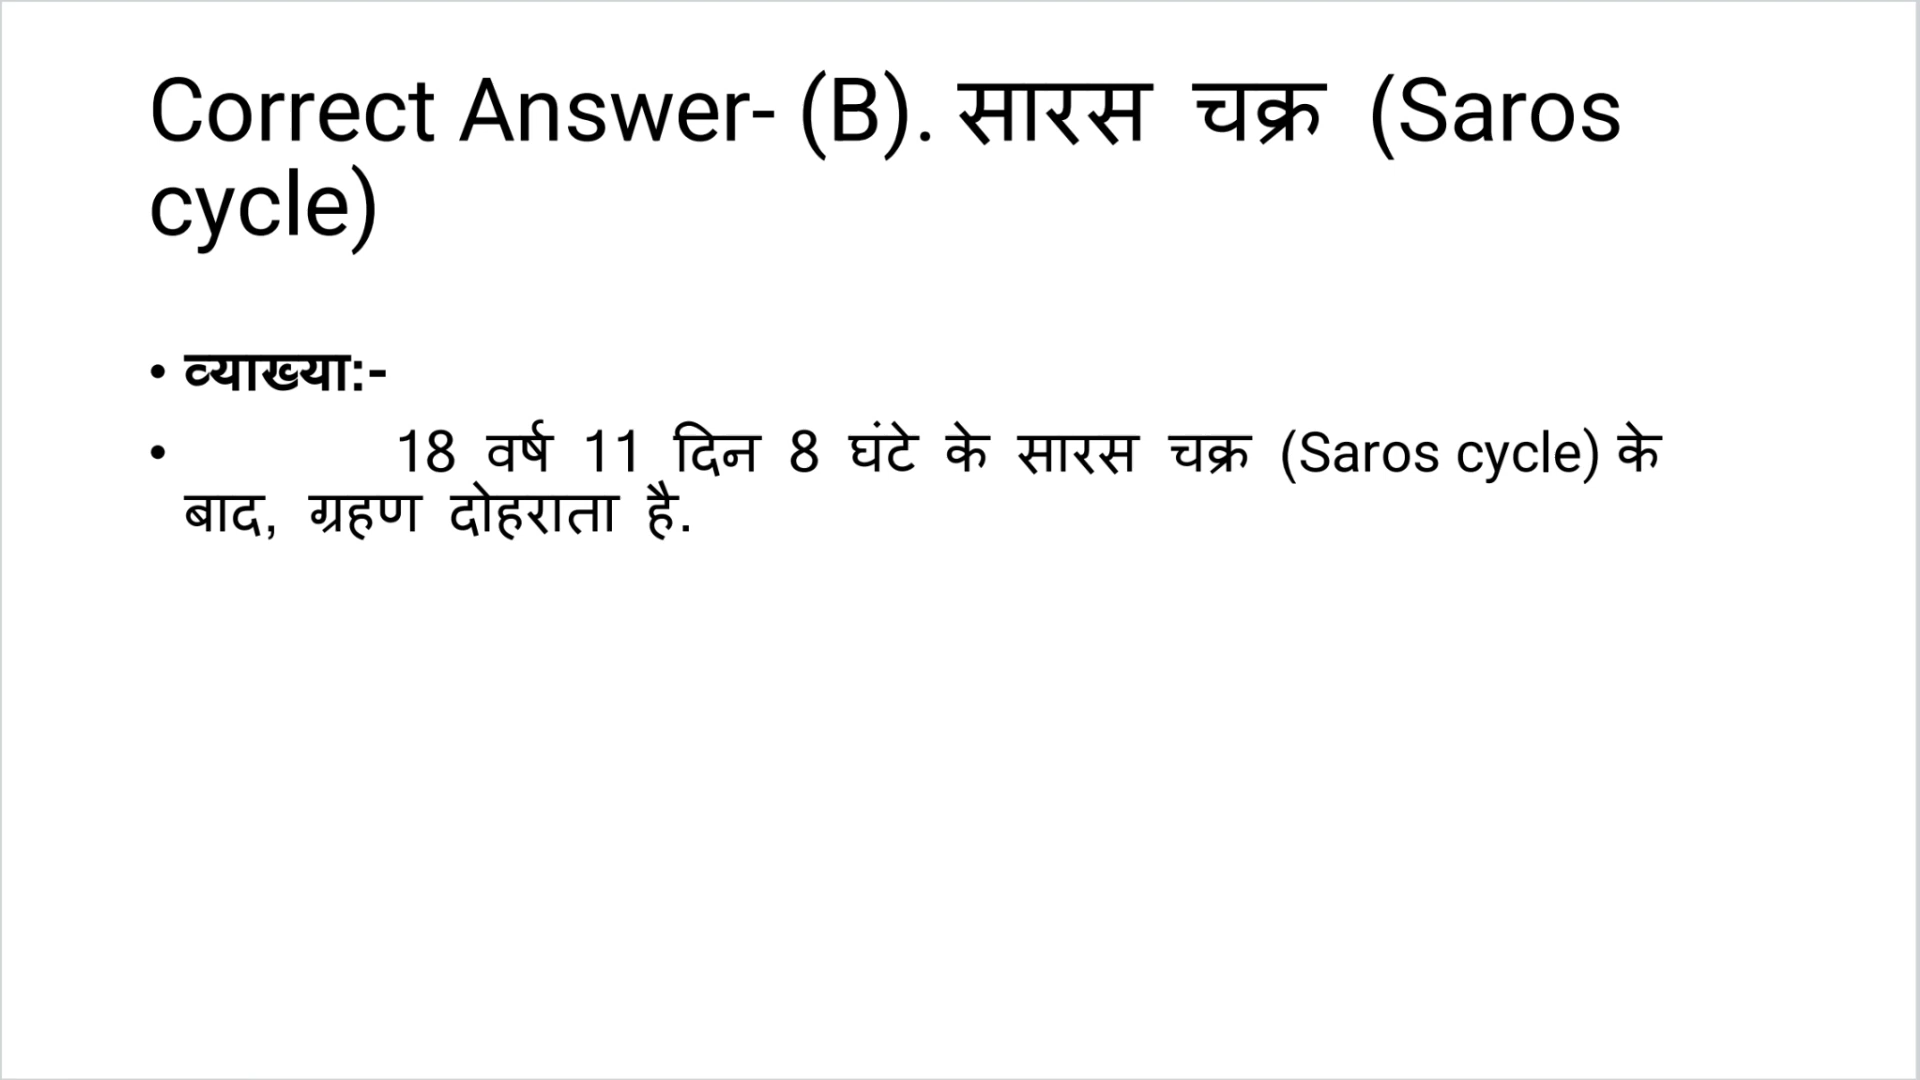 Correct Answer- (B). सारस चक्र (Saros
cycle)
• व्याख्या:-
• 18 वर्ष 11 दिन 8 घंटे के सारस चक्र (Saros cycle) के
बाद, ग्रहण दोहराता है.